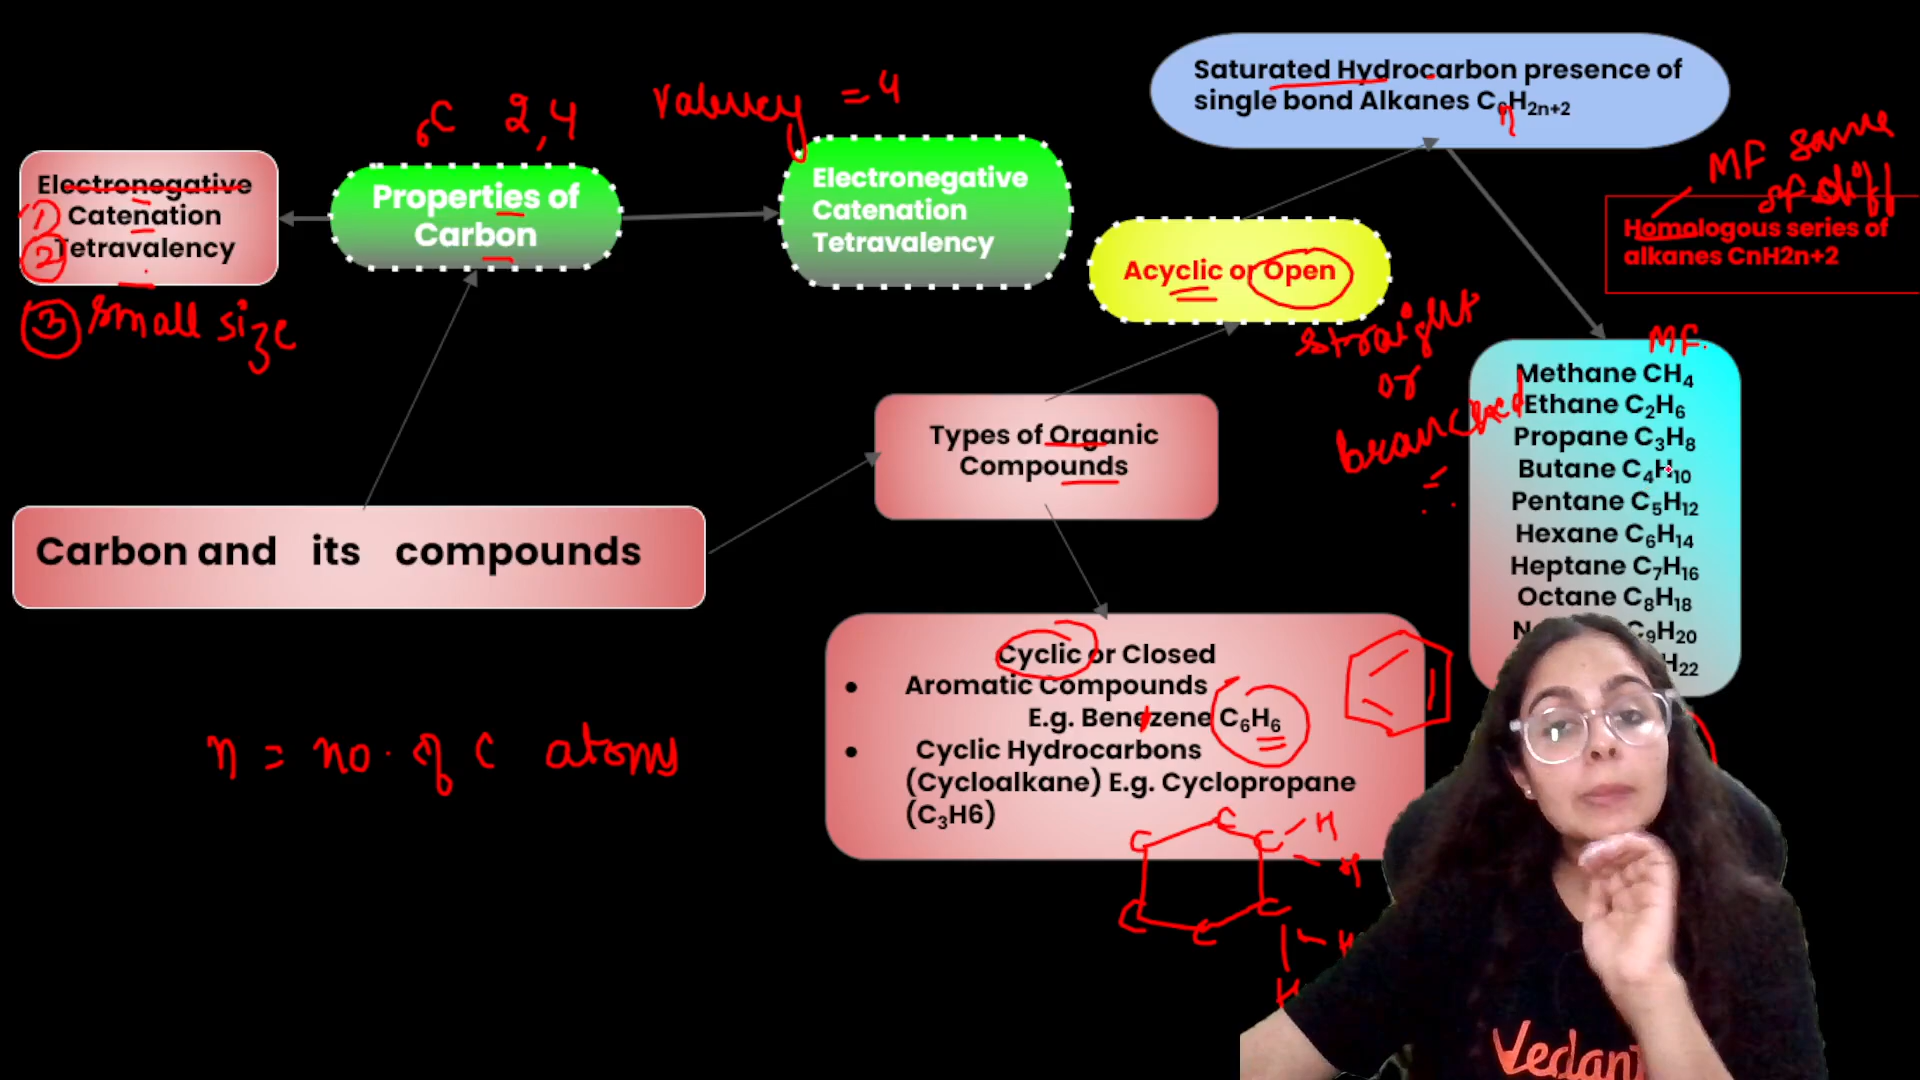 ₆C 2,4 Valency = 4
Electronegative
Catenation
Tetravalency
① ②
③ Small size
Properties of
Carbon
Electronegative
Catenation
Tetravalency
Saturated Hydrocarbon presence of
single bond Alkanes CₙH₂ₙ₊₂
n
Acyclic or Open
straight
or
branched
MF same
of diff
Homologous series of
alkanes CnH2n+2
MF.
Methane CH₄
Ethane C₂H₆
Propane C₃H₈
Butane C₄H₁₀
Pentane C₅H₁₂
Hexane C₆H₁₄
Heptane C₇H₁₆
Octane C₈H₁₈
C₉H₂₀
H₂₂
Types of Organic
Compounds
Carbon and its compounds
Cyclic or Closed
• Aromatic Compounds
E.g. Benezene C₆H₆
• Cyclic Hydrocarbons
(Cycloalkane) E.g. Cyclopropane
(C₃H6)
n = no. of C atoms
C C C H
H
C C C
H
H
Vedant